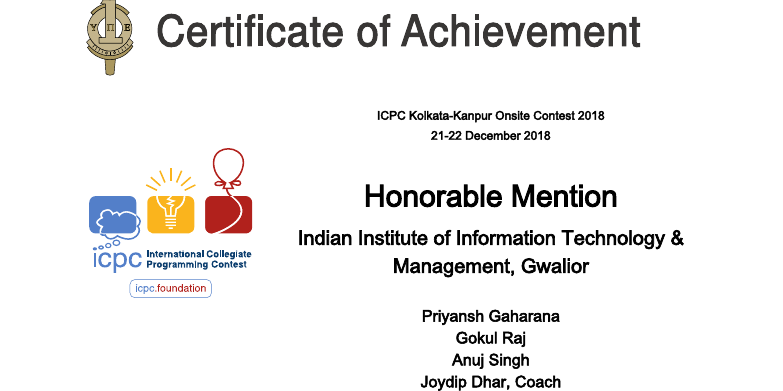 Υ Π Ε
Certificate of Achievement
ICPC Kolkata-Kanpur Onsite Contest 2018
21-22 December 2018
Honorable Mention
Indian Institute of Information Technology &
Management, Gwalior
icpc International Collegiate
Programming Contest
icpc.foundation
Priyansh Gaharana
Gokul Raj
Anuj Singh
Joydip Dhar, Coach